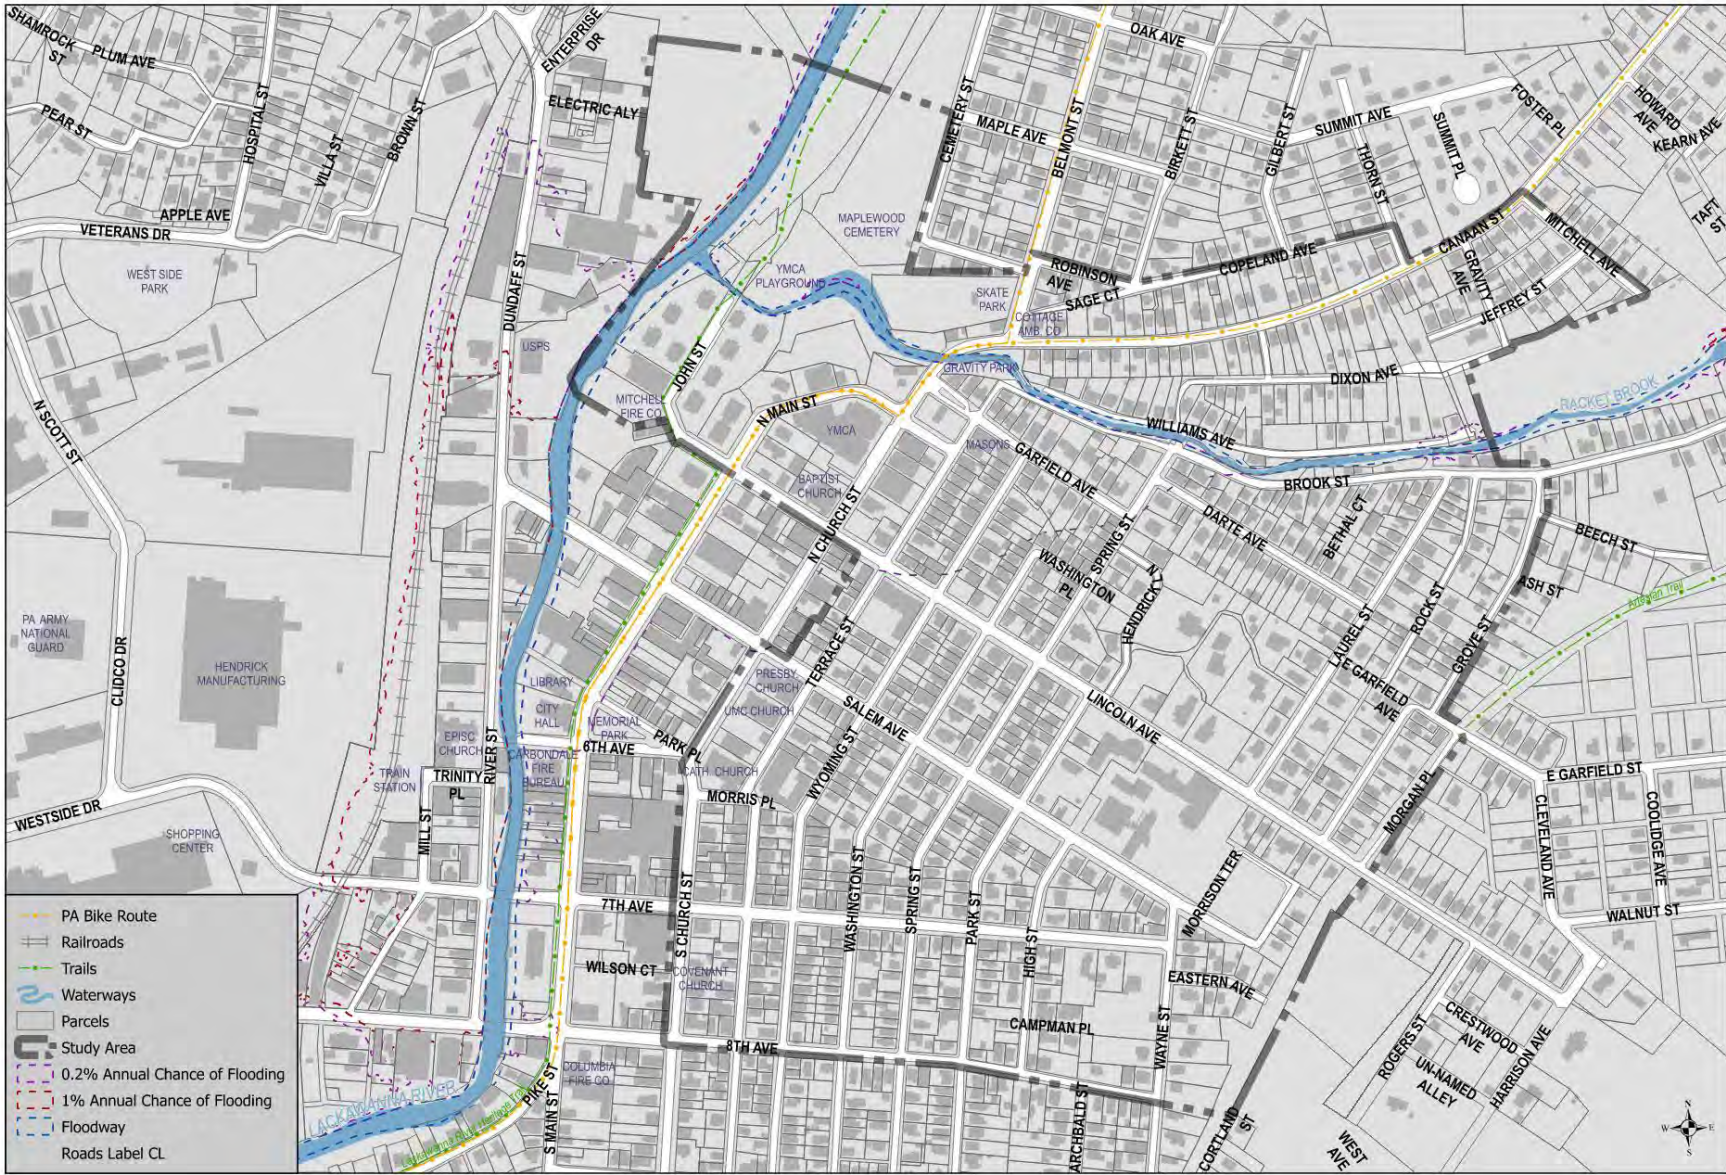 SHAMROCK
ST
PLUM AVE
PEAR ST
HOSPITAL ST
VILLA ST
BROWN ST
APPLE AVE
VETERANS DR
WEST SIDE
PARK
ENTERPRISE
DR
ELECTRIC ALY
DUNDAFF ST
USPS
MITCHELL
FIRE CO
JOHN ST
MAPLEWOOD
CEMETERY
YMCA
PLAYGROUND
SKATE
PARK
COTTAGE
AMB. CO
GRAVITY PARK
CEMETERY ST
MAPLE AVE
BELMONT ST
OAK AVE
BIRKETT ST
GILBERT ST
SUMMIT AVE
THORN ST
SUMMIT PL
FOSTER PL
HOWARD
AVE
KEARN AVE
TAFT
ST
ROBINSON
AVE
SAGE CT
COPELAND AVE
CANAAN ST
GRAVITY
AVE
MITCHELL AVE
JEFFREY ST
DIXON AVE
RACKET BROOK
WILLIAMS AVE
BROOK ST
N MAIN ST
YMCA
MASONS
GARFIELD AVE
BAPTIST
CHURCH
N CHURCH ST
DARTE AVE
BETHAL CT
BEECH ST
ASH ST
SPRING ST
WASHINGTON
PL
N
HENDRICK
LAUREL ST
ROCK ST
GROVE ST
Artesian Trail
E GARFIELD
AVE
N SCOTT ST
CLIDCO DR
PA ARMY
NATIONAL
GUARD
HENDRICK
MANUFACTURING
LIBRARY
CITY
HALL
MEMORIAL
PARK
EPISC
CHURCH
RIVER ST
CARBONDALE
FIRE
BUREAU
6TH AVE
PARK PL
PRESBY
CHURCH
UMC CHURCH
CATH CHURCH
TERRACE ST
WYOMING ST
SALEM AVE
LINCOLN AVE
MORRIS PL
TRAIN
STATION
TRINITY
PL
MILL ST
WESTSIDE DR
SHOPPING
CENTER
MORGAN PL
E GARFIELD ST
CLEVELAND AVE
COOLIDGE AVE
WALNUT ST
7TH AVE
WILSON CT
S CHURCH ST
COVENANT
CHURCH
WASHINGTON ST
SPRING ST
PARK ST
HIGH ST
MORRISON TER
EASTERN AVE
CAMPMAN PL
WAYNE ST
8TH AVE
COLUMBIA
FIRE CO
PIKE ST
S MAIN ST
ARCHBALD ST
CORTLAND
ST
WEST
AVE
ROGERS ST
CRESTWOOD
AVE
UN-NAMED
ALLEY
HARRISON AVE
LACKAWANNA RIVER
Lackawanna River Heritage Trail
PA Bike Route
Railroads
Trails
Waterways
Parcels
Study Area
0.2% Annual Chance of Flooding
1% Annual Chance of Flooding
Floodway
Roads Label CL
N
W
E
S